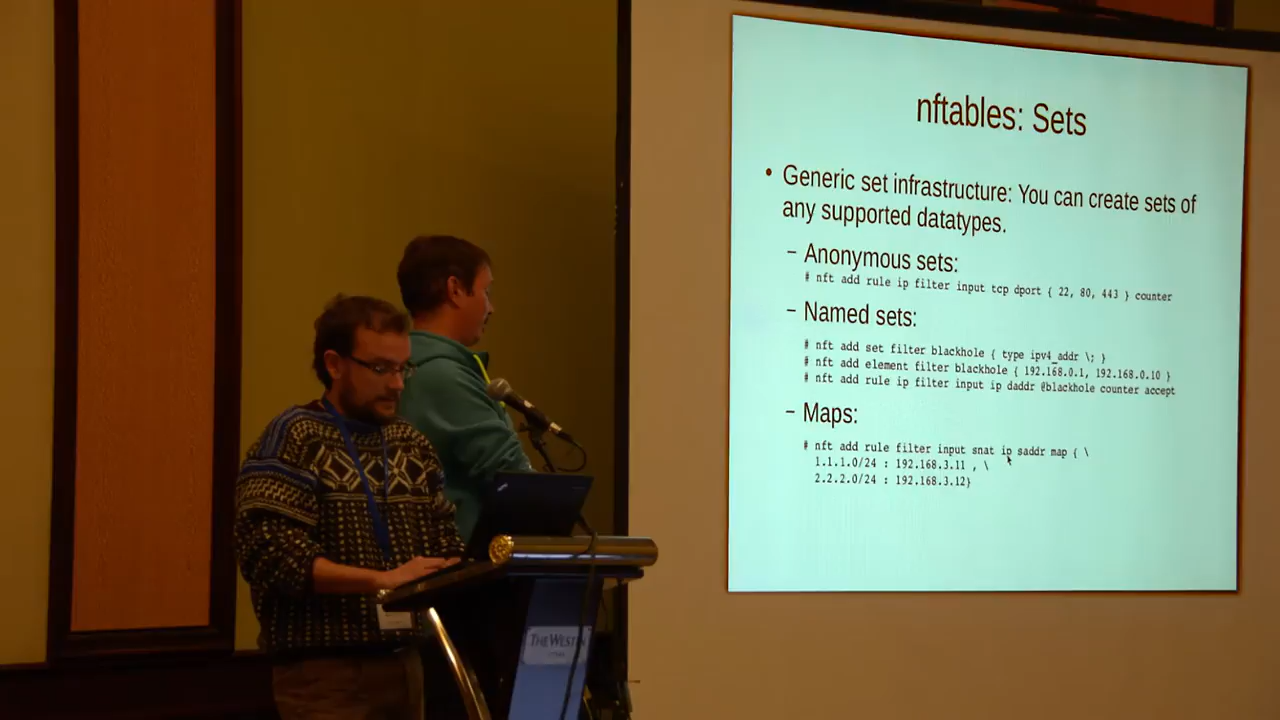 nftables: Sets
• Generic set infrastructure: You can create sets of
any supported datatypes.
– Anonymous sets:
# nft add rule ip filter input tcp dport { 22, 80, 443 } counter
– Named sets:
# nft add set filter blackhole { type ipv4_addr \; }
# nft add element filter blackhole { 192.168.0.1, 192.168.0.10 }
# nft add rule ip filter input ip daddr @blackhole counter accept
– Maps:
# nft add rule filter input snat ip saddr map { \
1.1.1.0/24 : 192.168.3.11 , \
2.2.2.0/24 : 192.168.3.12}
THE WESTIN